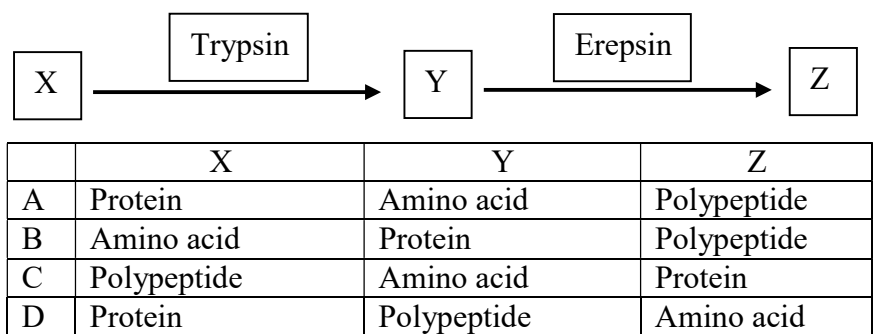 X Trypsin Y Erepsin Z
X Y Z
A Protein Amino acid Polypeptide
B Amino acid Protein Polypeptide
C Polypeptide Amino acid Protein
D Protein Polypeptide Amino acid